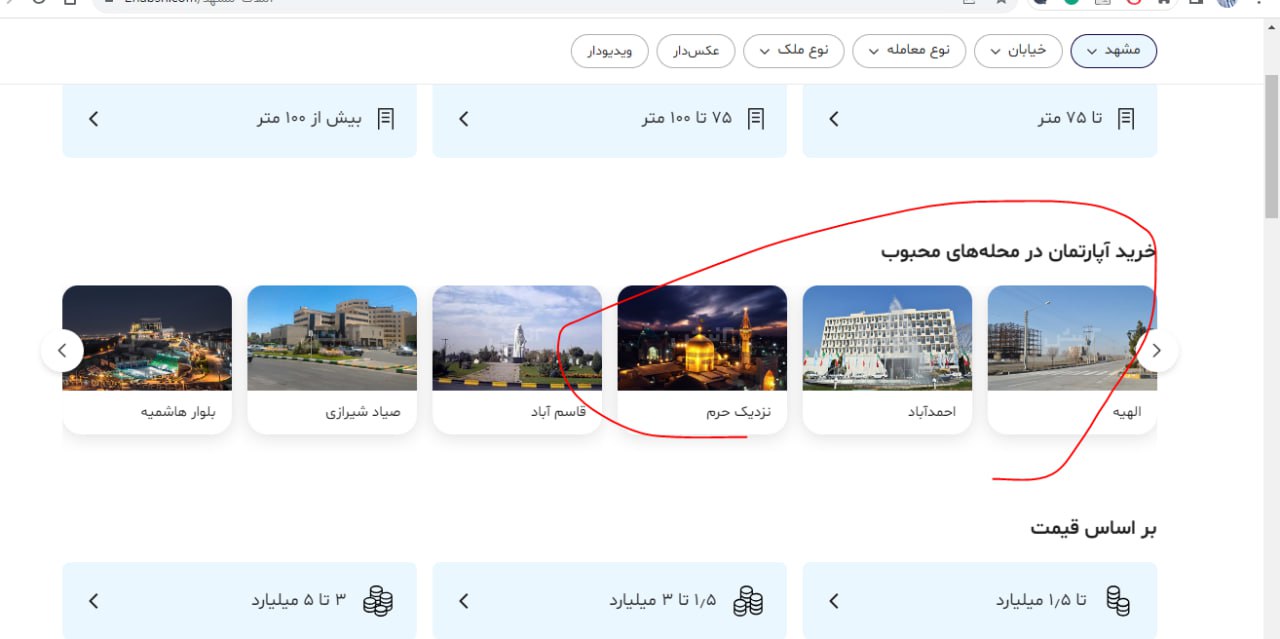 مشهد
خیابان
نوع معامله
نوع ملک
عکس‌دار
ویدیودار
تا ۷۵ متر
۷۵ تا ۱۰۰ متر
بیش از ۱۰۰ متر
خرید آپارتمان در محله‌های محبوب
الهیه
احمدآباد
نزدیک حرم
قاسم آباد
صیاد شیرازی
بلوار هاشمیه
بر اساس قیمت
تا ۱٫۵ میلیارد
۱٫۵ تا ۳ میلیارد
۳ تا ۵ میلیارد